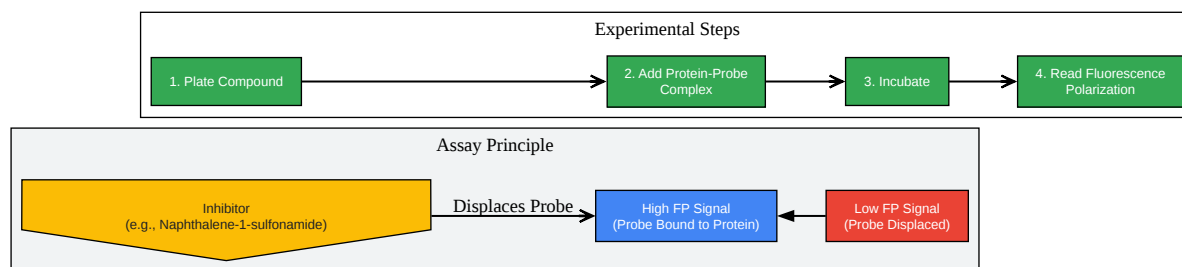 Experimental Steps
1. Plate Compound
2. Add Protein-Probe
Complex
3. Incubate
4. Read Fluorescence
Polarization
Assay Principle
Inhibitor
(e.g., Naphthalene-1-sulfonamide)
Displaces Probe
High FP Signal
(Probe Bound to Protein)
Low FP Signal
(Probe Displaced)